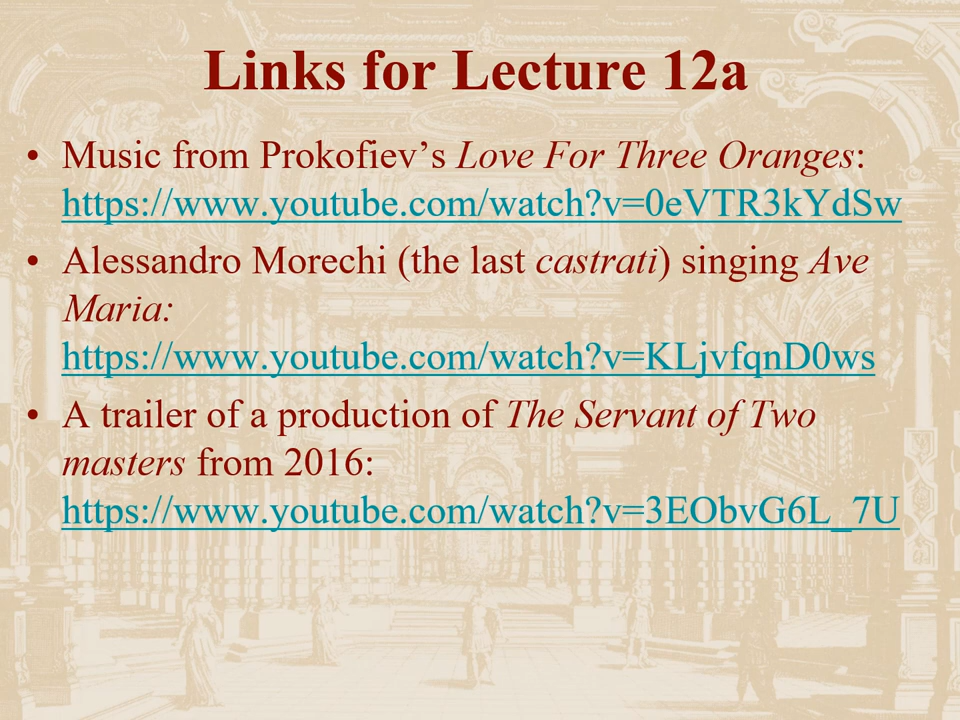 Links for Lecture 12a
• Music from Prokofiev’s Love For Three Oranges:
https://www.youtube.com/watch?v=0eVTR3kYdSw
• Alessandro Morechi (the last castrati) singing Ave
Maria:
https://www.youtube.com/watch?v=KLjvfqnD0ws
• A trailer of a production of The Servant of Two
masters from 2016:
https://www.youtube.com/watch?v=3EObvG6L_7U